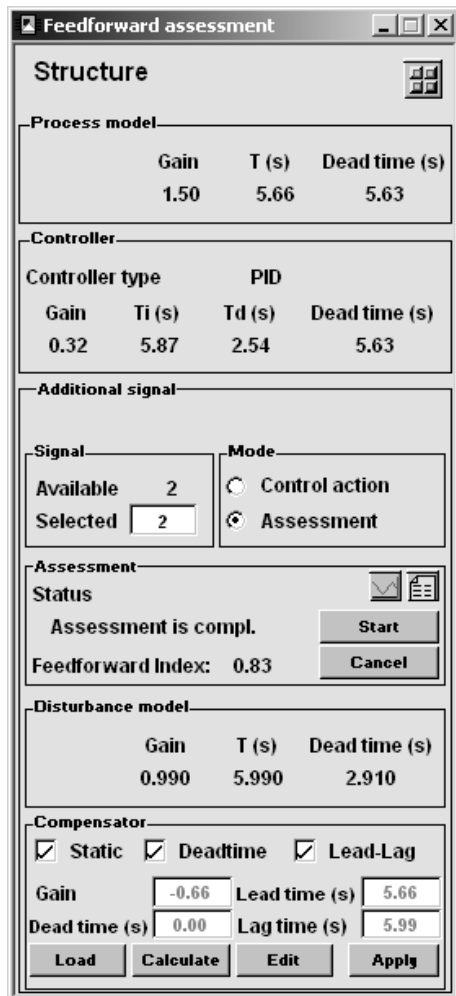 Feedforward assessment
Structure
Process model
Gain T (s) Dead time (s)
1.50 5.66 5.63
Controller
Controller type PID
Gain Ti (s) Td (s) Dead time (s)
0.32 5.87 2.54 5.63
Additional signal
Signal Mode
Available 2 Control action
Selected 2 Assessment
Assessment
Status
Assessment is compl. Start
Feedforward Index: 0.83 Cancel
Disturbance model
Gain T (s) Dead time (s)
0.990 5.990 2.910
Compensator
Static Deadtime Lead-Lag
Gain -0.66 Lead time (s) 5.66
Dead time (s) 0.00 Lag time (s) 5.99
Load Calculate Edit Apply